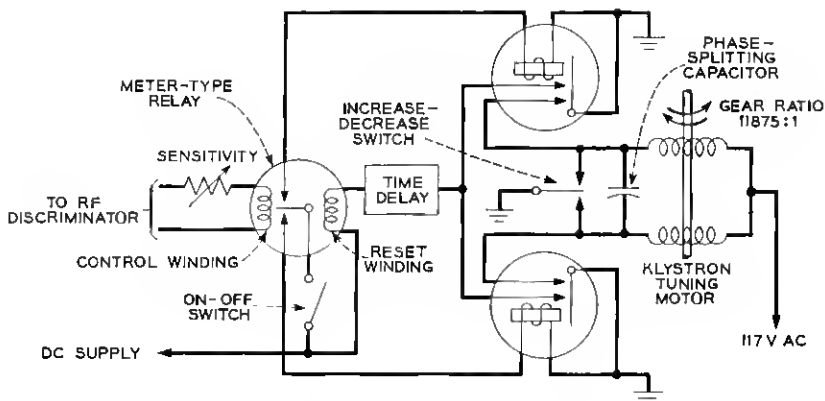 METER-TYPE
RELAY
SENSITIVITY
TO RF
DISCRIMINATOR
CONTROL WINDING
ON-OFF
SWITCH
DC SUPPLY
RESET
WINDING
TIME
DELAY
INCREASE-
DECREASE
SWITCH
PHASE-
SPLITTING
CAPACITOR
GEAR RATIO
11875:1
KLYSTRON
TUNING
MOTOR
117 V AC